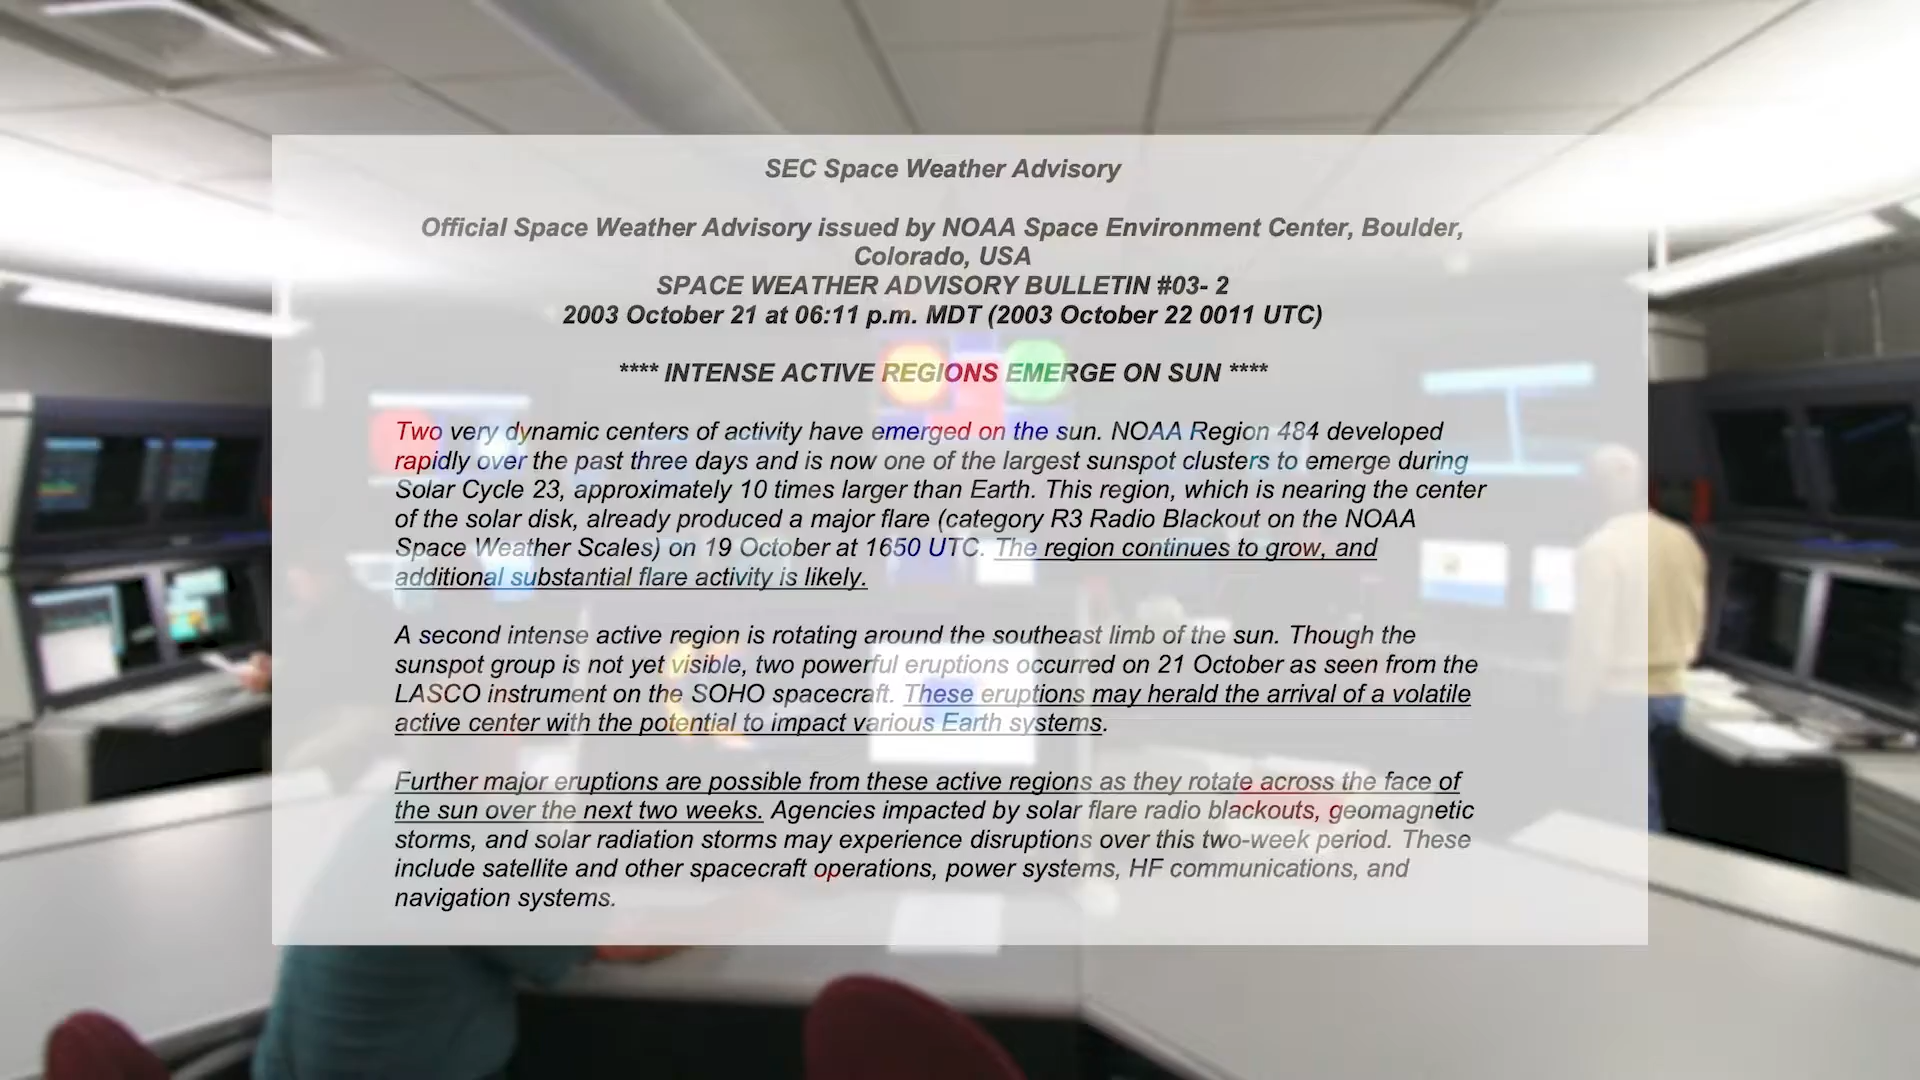 SEC Space Weather Advisory
Official Space Weather Advisory issued by NOAA Space Environment Center, Boulder,
Colorado, USA
SPACE WEATHER ADVISORY BULLETIN #03- 2
2003 October 21 at 06:11 p.m. MDT (2003 October 22 0011 UTC)
**** INTENSE ACTIVE REGIONS EMERGE ON SUN ****
Two very dynamic centers of activity have emerged on the sun. NOAA Region 484 developed
rapidly over the past three days and is now one of the largest sunspot clusters to emerge during
Solar Cycle 23, approximately 10 times larger than Earth. This region, which is nearing the center
of the solar disk, already produced a major flare (category R3 Radio Blackout on the NOAA
Space Weather Scales) on 19 October at 1650 UTC. The region continues to grow, and
additional substantial flare activity is likely.
A second intense active region is rotating around the southeast limb of the sun. Though the
sunspot group is not yet visible, two powerful eruptions occurred on 21 October as seen from the
LASCO instrument on the SOHO spacecraft. These eruptions may herald the arrival of a volatile
active center with the potential to impact various Earth systems.
Further major eruptions are possible from these active regions as they rotate across the face of
the sun over the next two weeks. Agencies impacted by solar flare radio blackouts, geomagnetic
storms, and solar radiation storms may experience disruptions over this two-week period. These
include satellite and other spacecraft operations, power systems, HF communications, and
navigation systems.